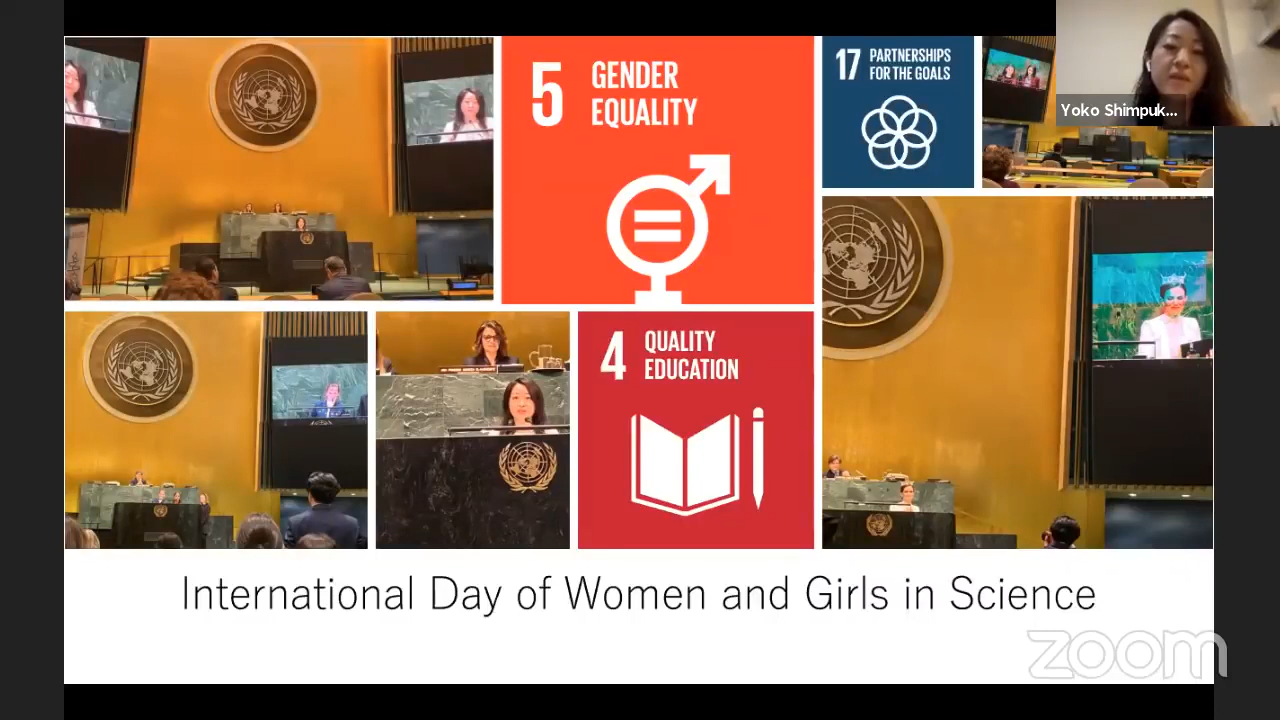 5 GENDER
EQUALITY
17 PARTNERSHIPS
FOR THE GOALS
Yoko Shimpuk...
4 QUALITY
EDUCATION
International Day of Women and Girls in Science
zoom